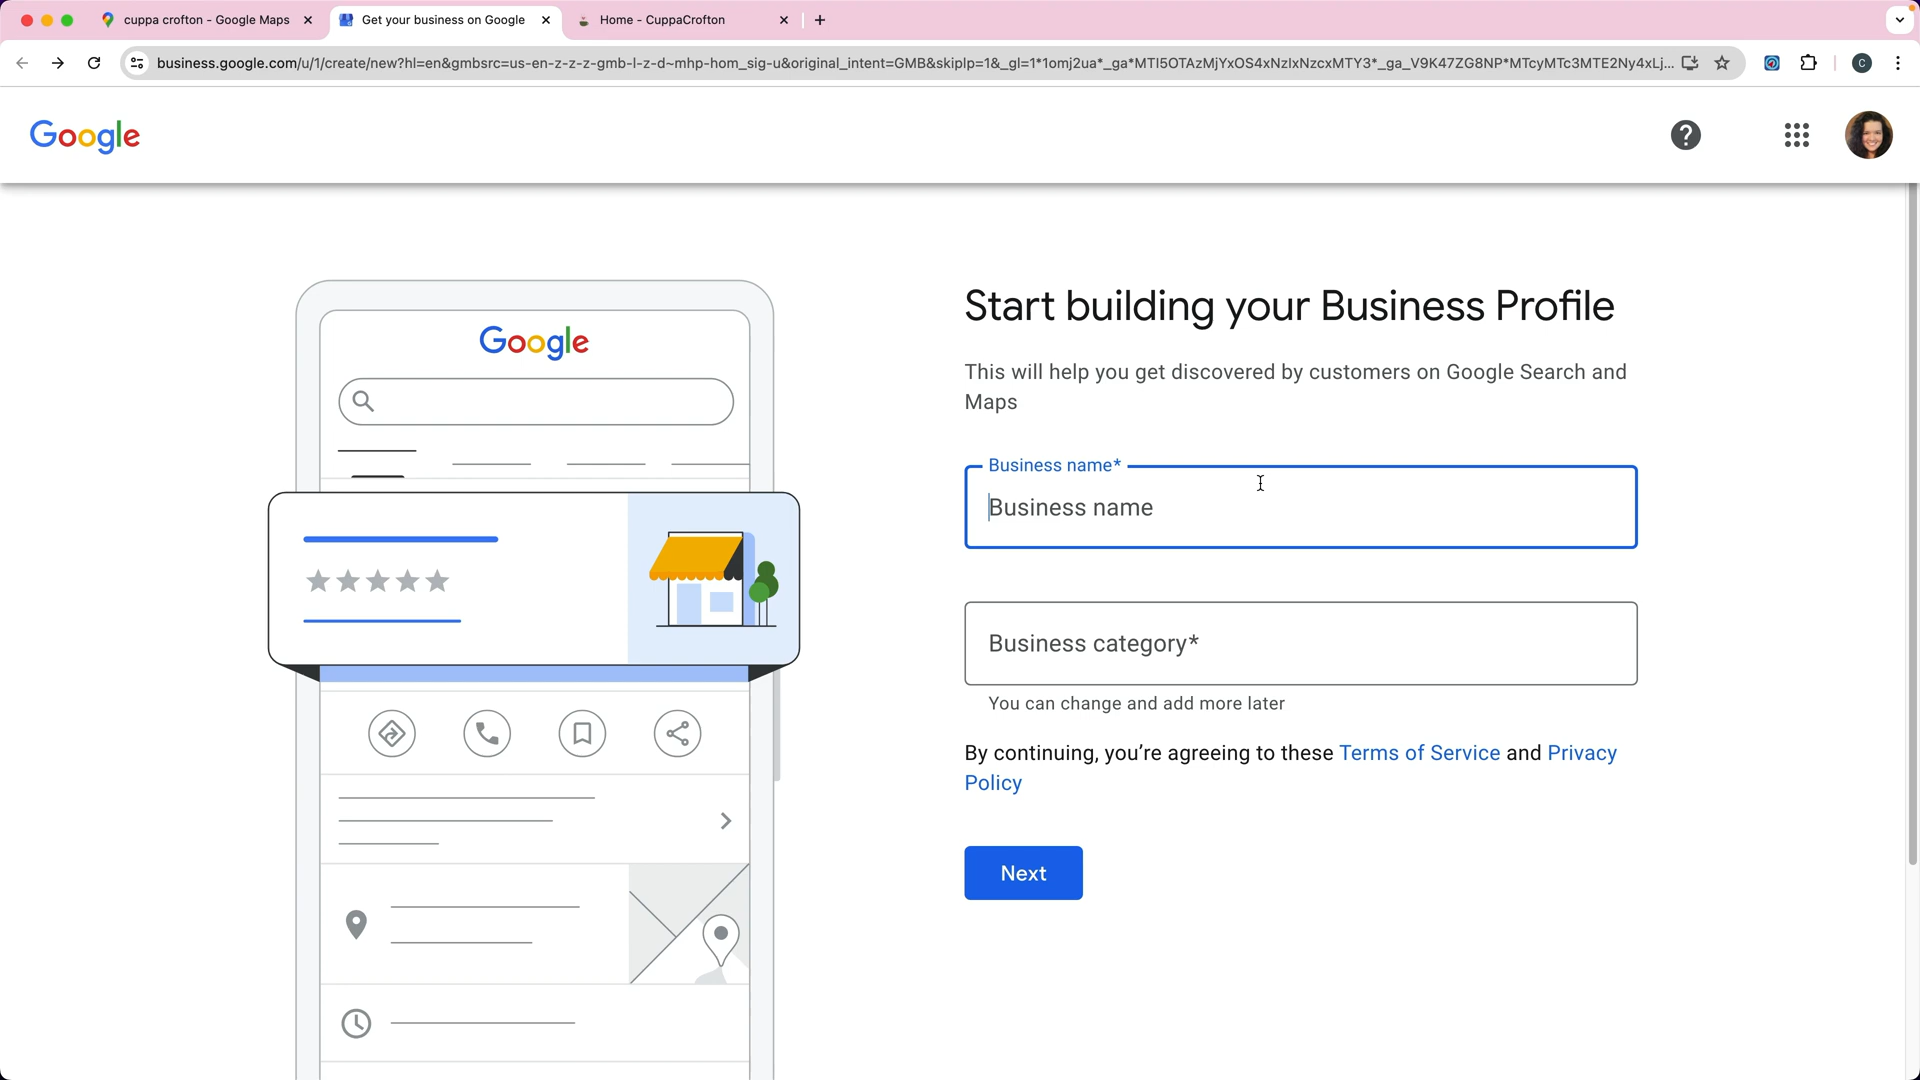 cuppa crofton - Google Maps
Get your business on Google
Home - CuppaCrofton
business.google.com/u/1/create/new?hl=en&gmbsrc=us-en-z-z-z-gmb-l-z-d~mhp-hom_sig-u&original_intent=GMB&skiplp=1&_gl=1*1omj2ua*_ga*MTI5OTAzMjYxOS4xNzIxNzcxMTY3*_ga_V9K47ZG8NP*MTcyMTc3MTE2Ny4xLj...
C
Google
Google
Start building your Business Profile
This will help you get discovered by customers on Google Search and
Maps
Business name*
Business name
Business category*
You can change and add more later
By continuing, you’re agreeing to these Terms of Service and Privacy
Policy
Next